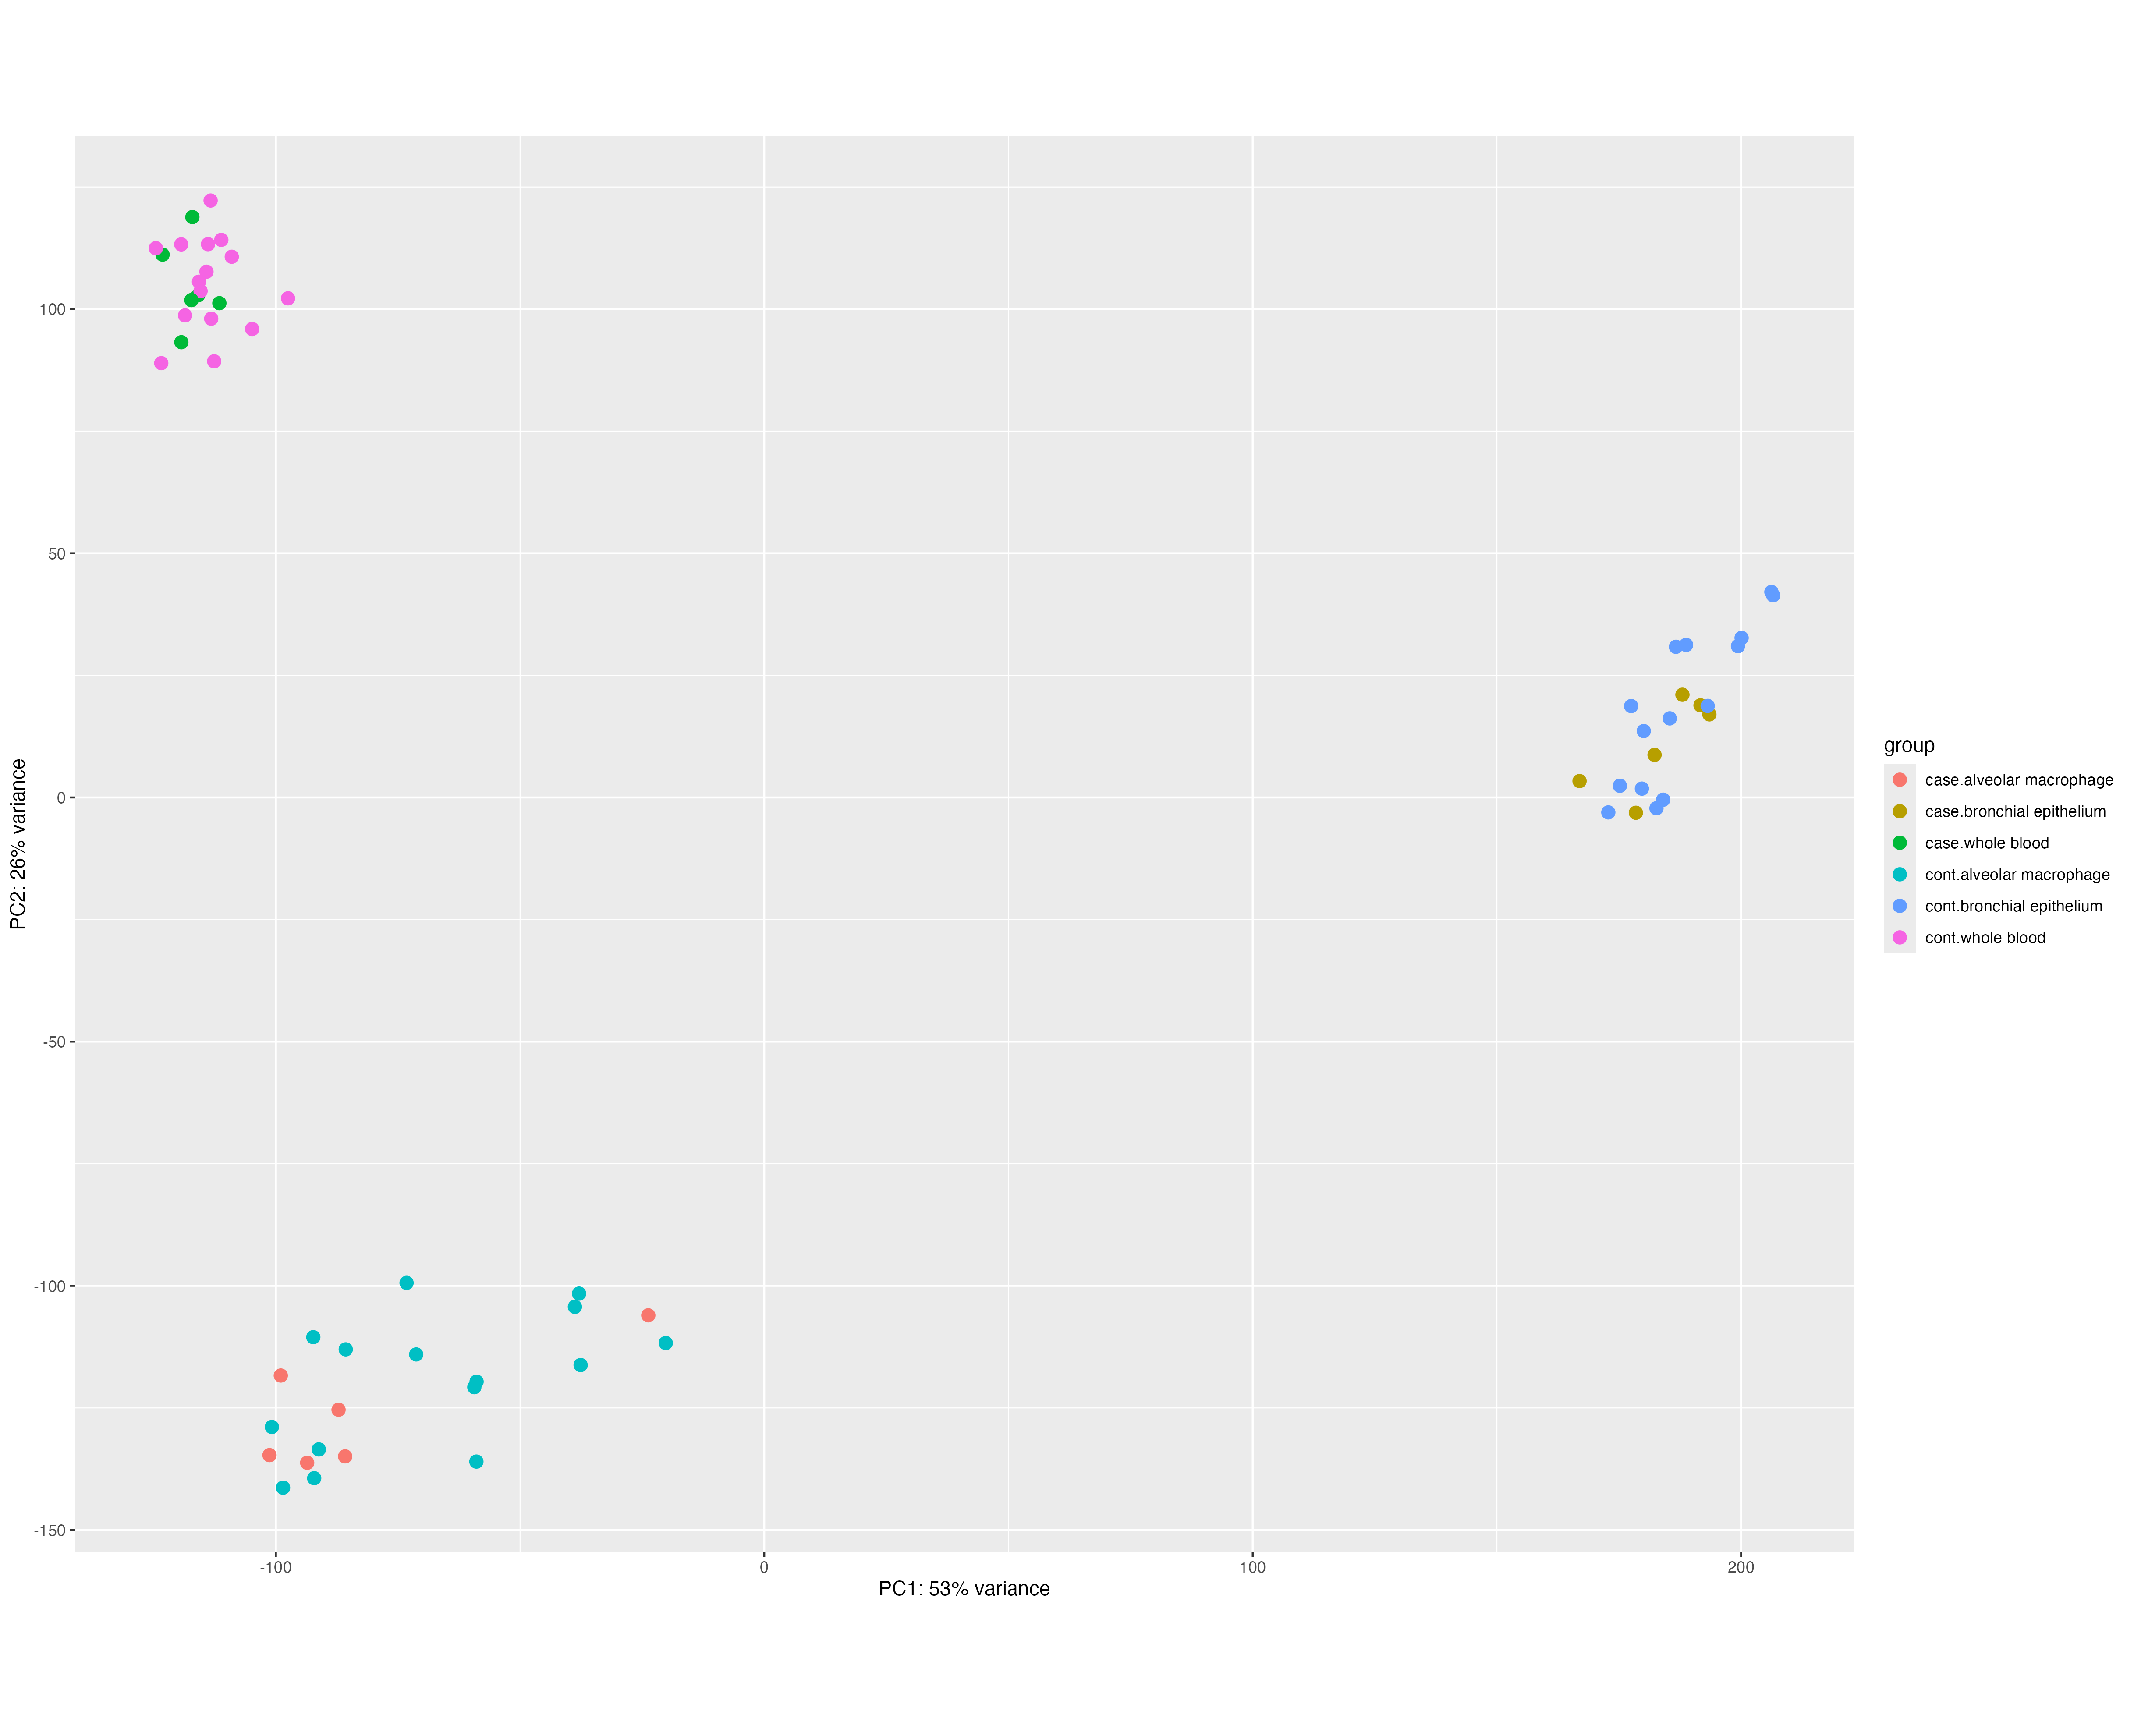 100
50
0
-50
-100
-150
PC2: 26% variance
-100
0
100
200
PC1: 53% variance
group
case.alveolar macrophage
case.bronchial epithelium
case.whole blood
cont.alveolar macrophage
cont.bronchial epithelium
cont.whole blood